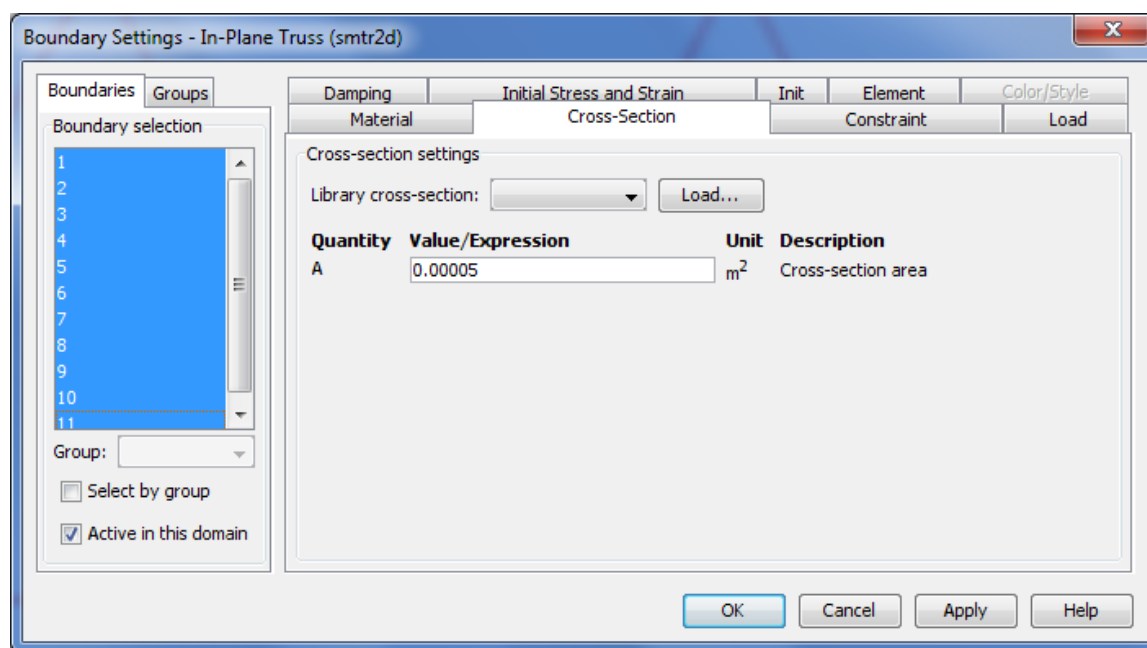 Boundary Settings - In-Plane Truss (smtr2d)
x
Boundaries Groups
Boundary selection
1
2
3
4
5
6
7
8
9
10
11
Group:
Select by group
Active in this domain
Damping Initial Stress and Strain Init Element Color/Style
Material Cross-Section Constraint Load
Cross-section settings
Library cross-section: Load...
Quantity Value/Expression Unit Description
A 0.00005 m² Cross-section area
OK Cancel Apply Help